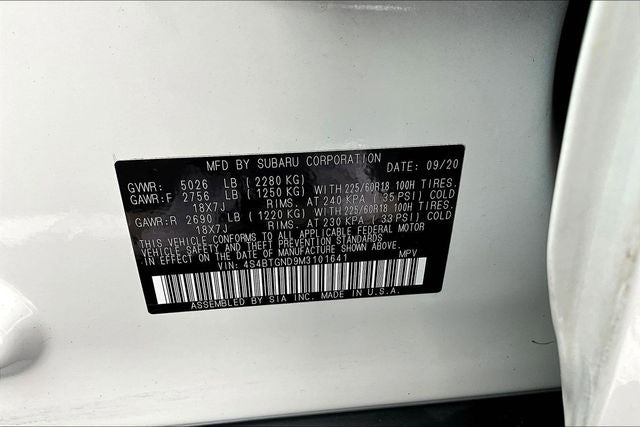 MFD BY SUBARU CORPORATION DATE: 09/20
GVWR: 5026 LB (2280 KG)
GAWR:F 2756 LB (1250 KG) WITH 225/60R18 100H TIRES.
18X7J RIMS. AT 240 KPA (35 PSI) COLD
GAWR:R 2690 LB (1220 KG) WITH 225/60R18 100H TIRES.
18X7J RIMS. AT 230 KPA (33 PSI) COLD
THIS VEHICLE CONFORMS TO ALL APPLICABLE FEDERAL MOTOR
VEHICLE SAFETY AND THEFT PREVENTION STANDARDS
IN EFFECT ON THE DATE OF MANUFACTURE SHOWN ABOVE.
VIN: 4S4BTGND9M3101641 MPV
ASSEMBLED BY SIA INC. MADE IN U.S.A.